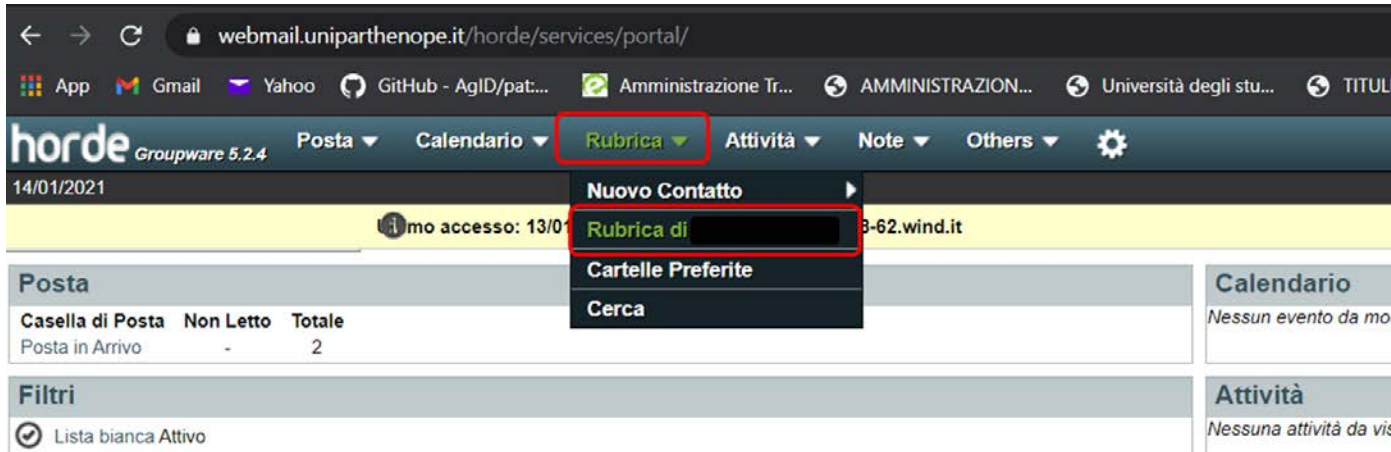 webmail.uniparthenope.it/horde/services/portal/
App Gmail Yahoo GitHub - AgID/pat:... Amministrazione Tr... AMMINISTRAZION... Università degli stu... TITUL
horde Groupware 5.2.4 Posta Calendario Rubrica Attività Note Others
14/01/2021
Nuovo Contatto
mo accesso: 13/01 3-62.wind.it
Rubrica di
Cartelle Preferite
Cerca
Posta
Casella di Posta Non Letto Totale
Posta in Arrivo - 2
Calendario
Nessun evento da mo
Filtri
Lista bianca Attivo
Attività
Nessuna attività da vis